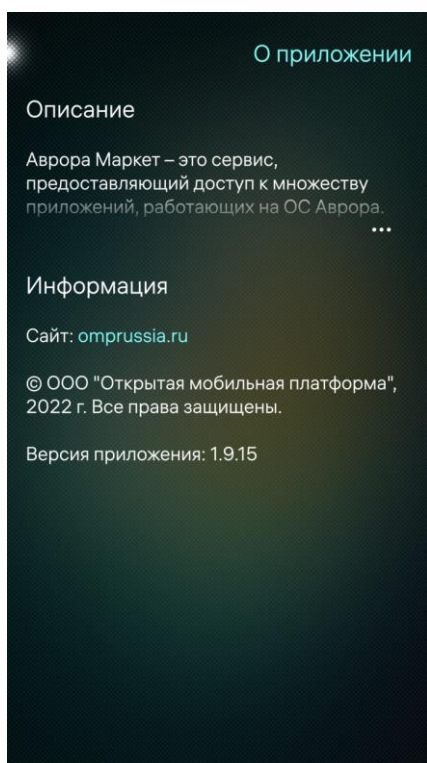 О приложении
Описание
Аврора Маркет – это сервис,
предоставляющий доступ к множеству
приложений, работающих на ОС Аврора.
...
Информация
Сайт: omprussia.ru
© ООО "Открытая мобильная платформа",
2022 г. Все права защищены.
Версия приложения: 1.9.15